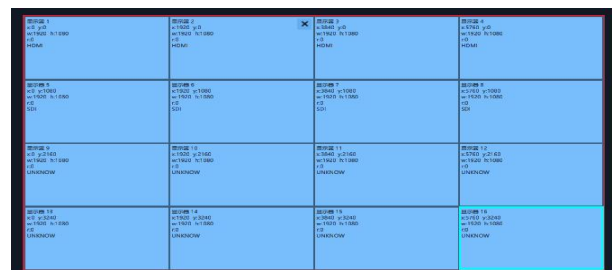 显示器 1
x:0 y:0
w:1920 h:1080
r:0
HDMI
显示器 2
x:1920 y:0
w:1920 h:1080
r:0
HDMI
显示器 3
x:3840 y:0
w:1920 h:1080
r:0
HDMI
显示器 4
x:5760 y:0
w:1920 h:1080
r:0
HDMI
显示器 5
x:0 y:1080
w:1920 h:1080
r:0
SDI
显示器 6
x:1920 y:1080
w:1920 h:1080
r:0
SDI
显示器 7
x:3840 y:1080
w:1920 h:1080
r:0
SDI
显示器 8
x:5760 y:1080
w:1920 h:1080
r:0
SDI
显示器 9
x:0 y:2160
w:1920 h:1080
r:0
UNKNOW
显示器 10
x:1920 y:2160
w:1920 h:1080
r:0
UNKNOW
显示器 11
x:3840 y:2160
w:1920 h:1080
r:0
UNKNOW
显示器 12
x:5760 y:2160
w:1920 h:1080
r:0
UNKNOW
显示器 13
x:0 y:3240
w:1920 h:1080
r:0
UNKNOW
显示器 14
x:1920 y:3240
w:1920 h:1080
r:0
UNKNOW
显示器 15
x:3840 y:3240
w:1920 h:1080
r:0
UNKNOW
显示器 16
x:5760 y:3240
w:1920 h:1080
r:0
UNKNOW